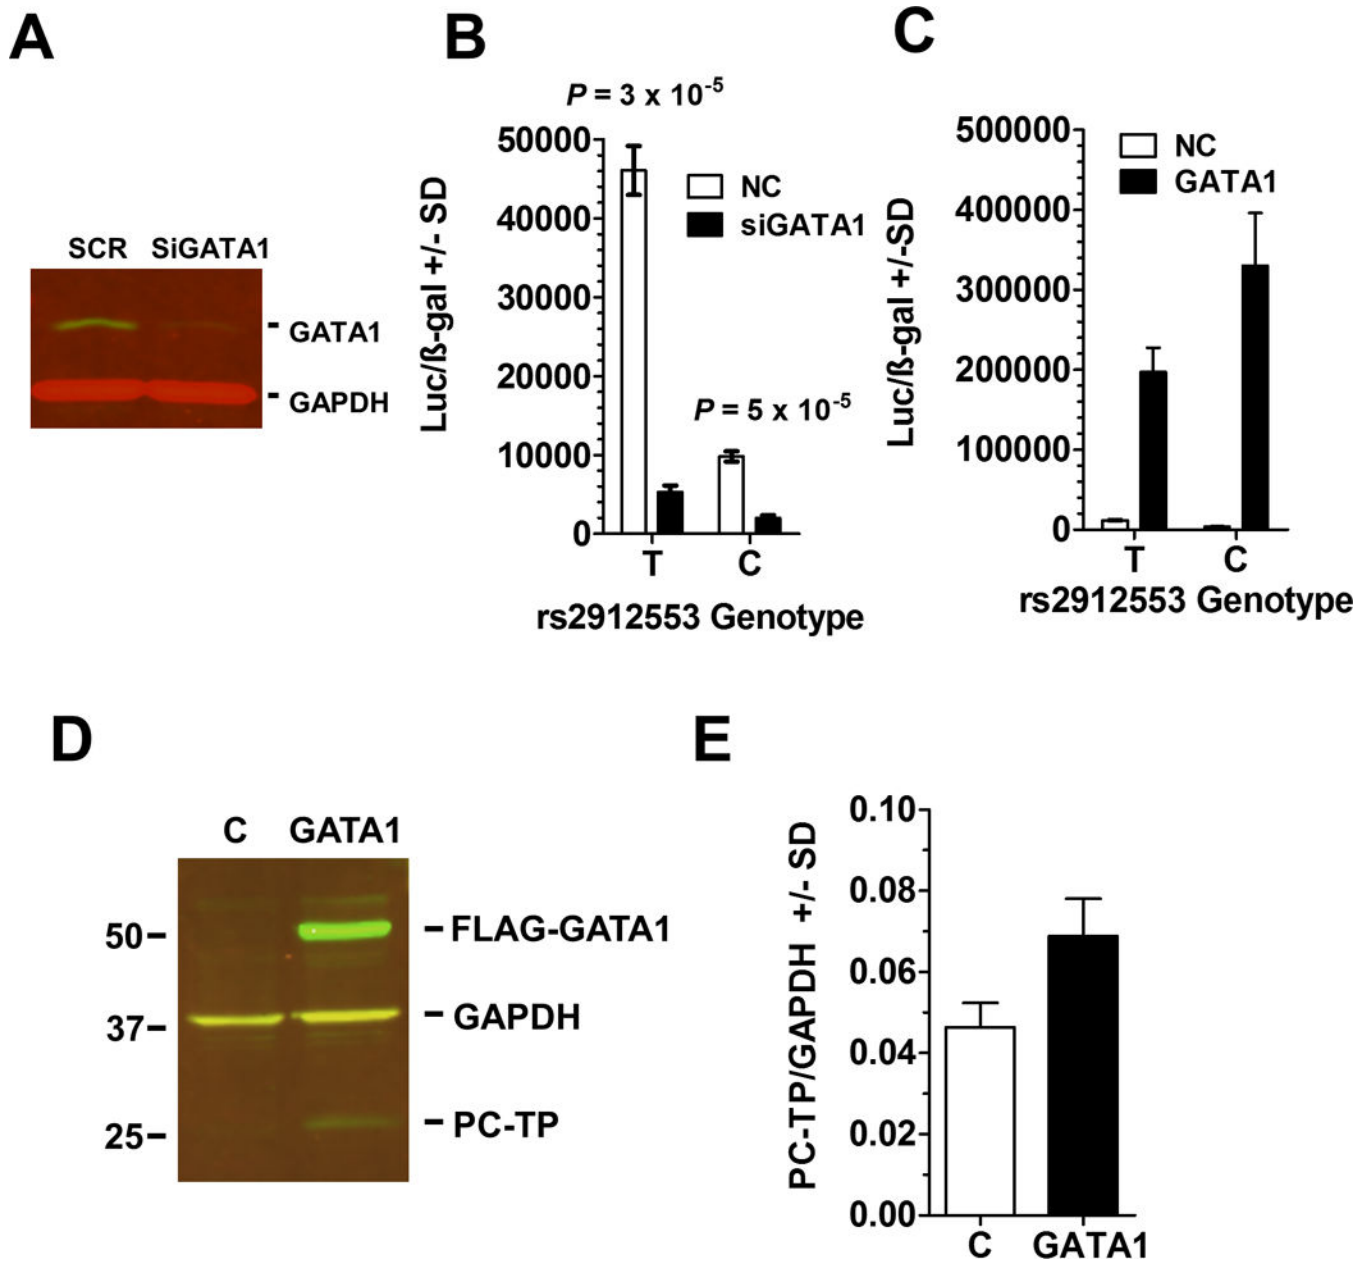 A
SCR SiGATA1
GATA1
GAPDH
B
P = 3 x 10⁻⁵
Luc/ß-gal +/- SD
50000
40000
30000
20000
10000
0
NC
siGATA1
P = 5 x 10⁻⁵
T C
rs2912553 Genotype
C
Luc/ß-gal +/-SD
500000
400000
300000
200000
100000
0
NC
GATA1
T C
rs2912553 Genotype
D
C GATA1
50
37
25
FLAG-GATA1
GAPDH
PC-TP
E
PC-TP/GAPDH +/- SD
0.10
0.08
0.06
0.04
0.02
0.00
C GATA1